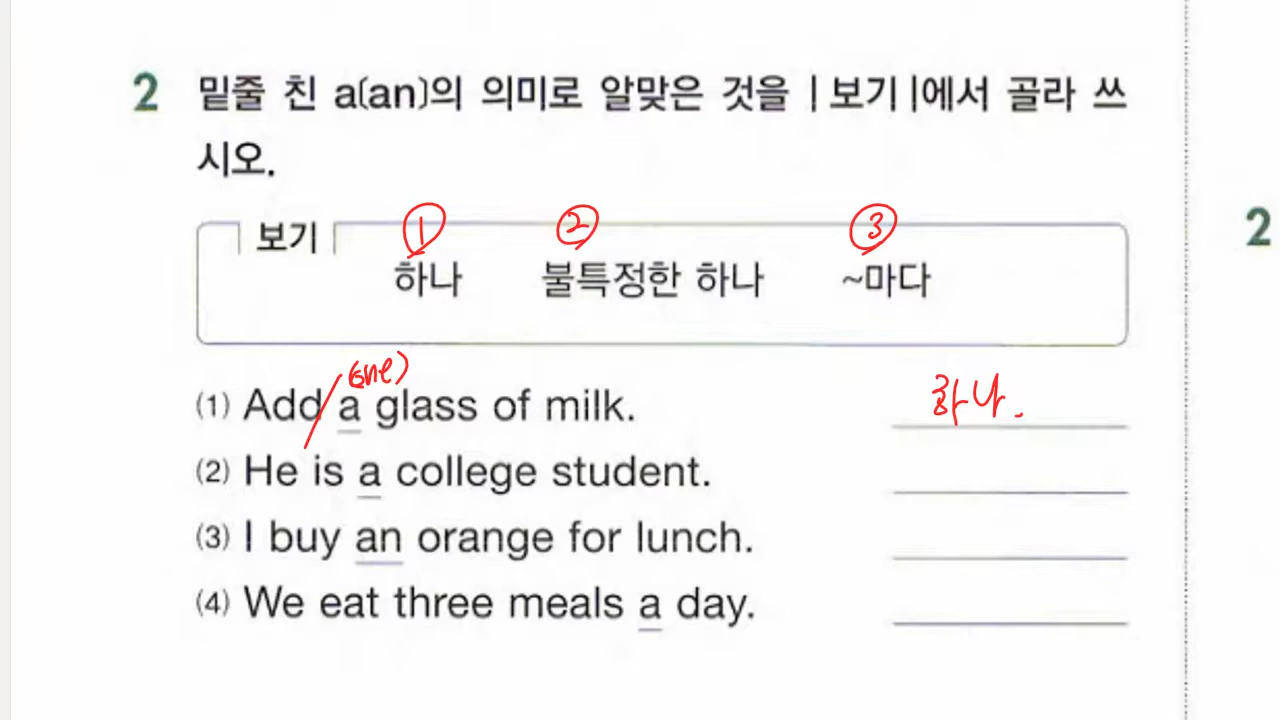 2 밑줄 친 a(an)의 의미로 알맞은 것을 |보기|에서 골라 쓰
시오.
보기
① ② ③
하나 불특정한 하나 ~마다
(one)
(1) Add a glass of milk. 하나.
(2) He is a college student.
(3) I buy an orange for lunch.
(4) We eat three meals a day.
2